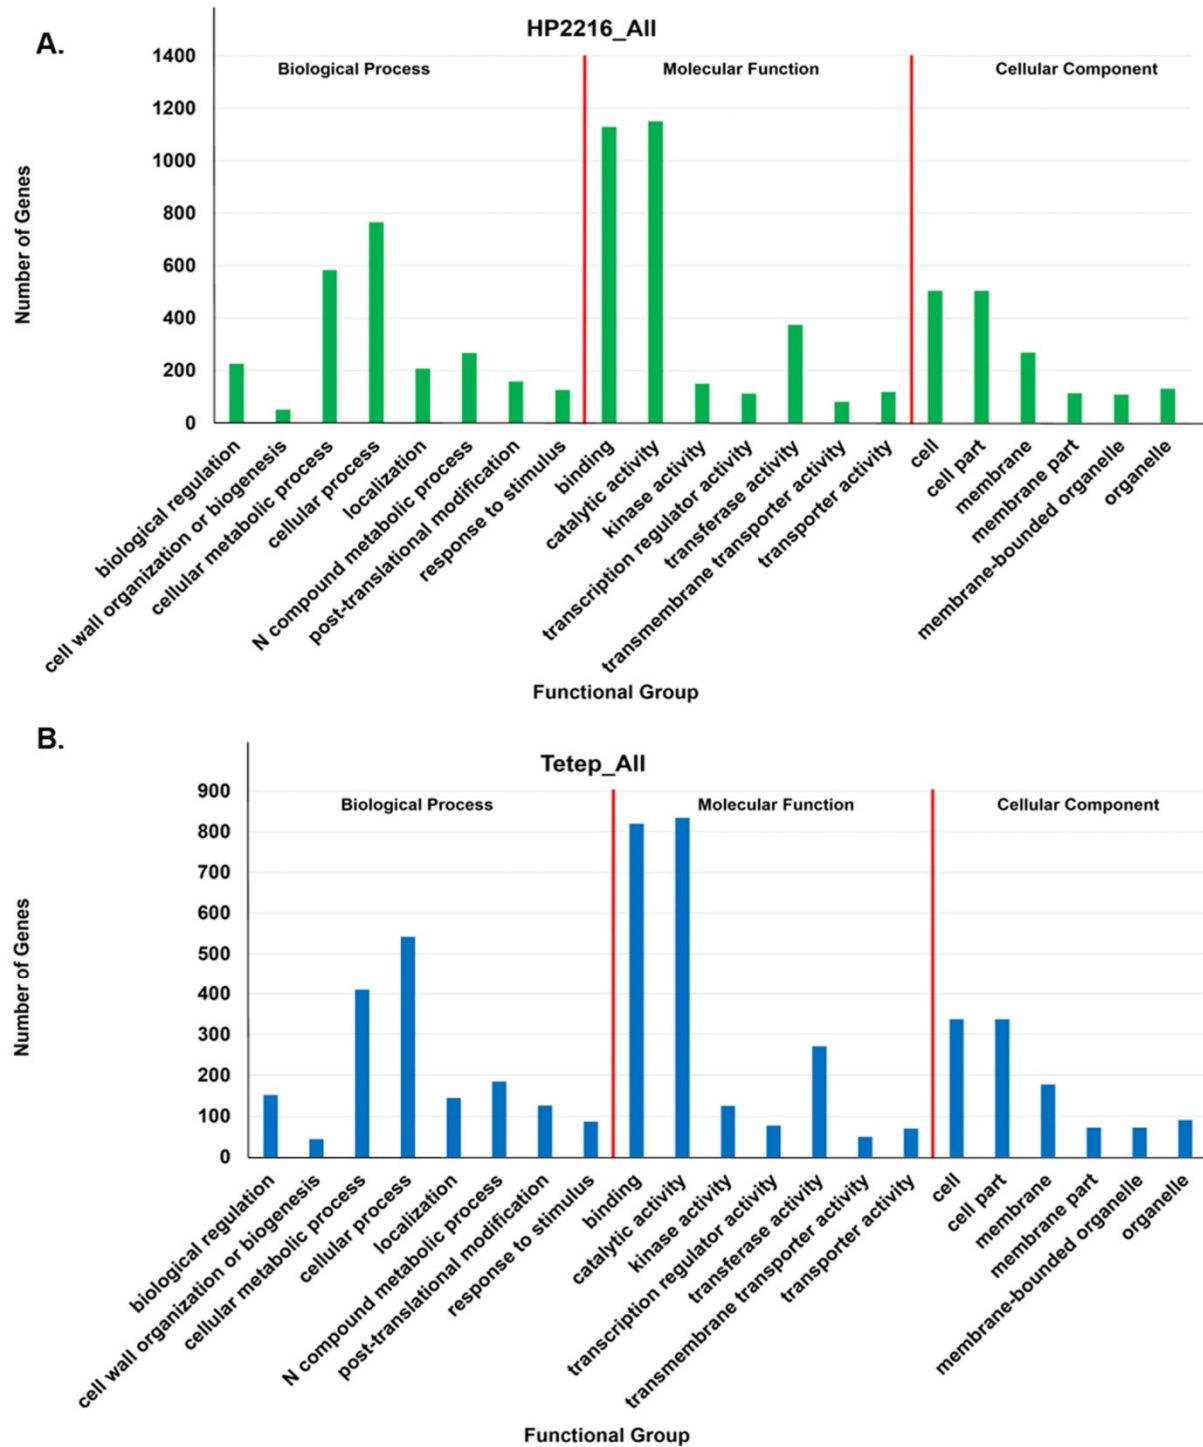 A.
HP2216_All
Biological Process
Molecular Function
Cellular Component
Number of Genes
1400
1200
1000
800
600
400
200
0
biological regulation
cell wall organization or biogenesis
cellular metabolic process
cellular process
localization
N compound metabolic process
post-translational modification
response to stimulus
binding
catalytic activity
kinase activity
transcription regulator activity
transferase activity
transmembrane transporter activity
transporter activity
cell
cell part
membrane
membrane part
membrane-bounded organelle
organelle
Functional Group
B.
Tetep_All
Biological Process
Molecular Function
Cellular Component
Number of Genes
900
800
700
600
500
400
300
200
100
0
biological regulation
cell wall organization or biogenesis
cellular metabolic process
cellular process
localization
N compound metabolic process
post-translational modification
response to stimulus
binding
catalytic activity
kinase activity
transcription regulator activity
transferase activity
transmembrane transporter activity
transporter activity
cell
cell part
membrane
membrane part
membrane-bounded organelle
organelle
Functional Group